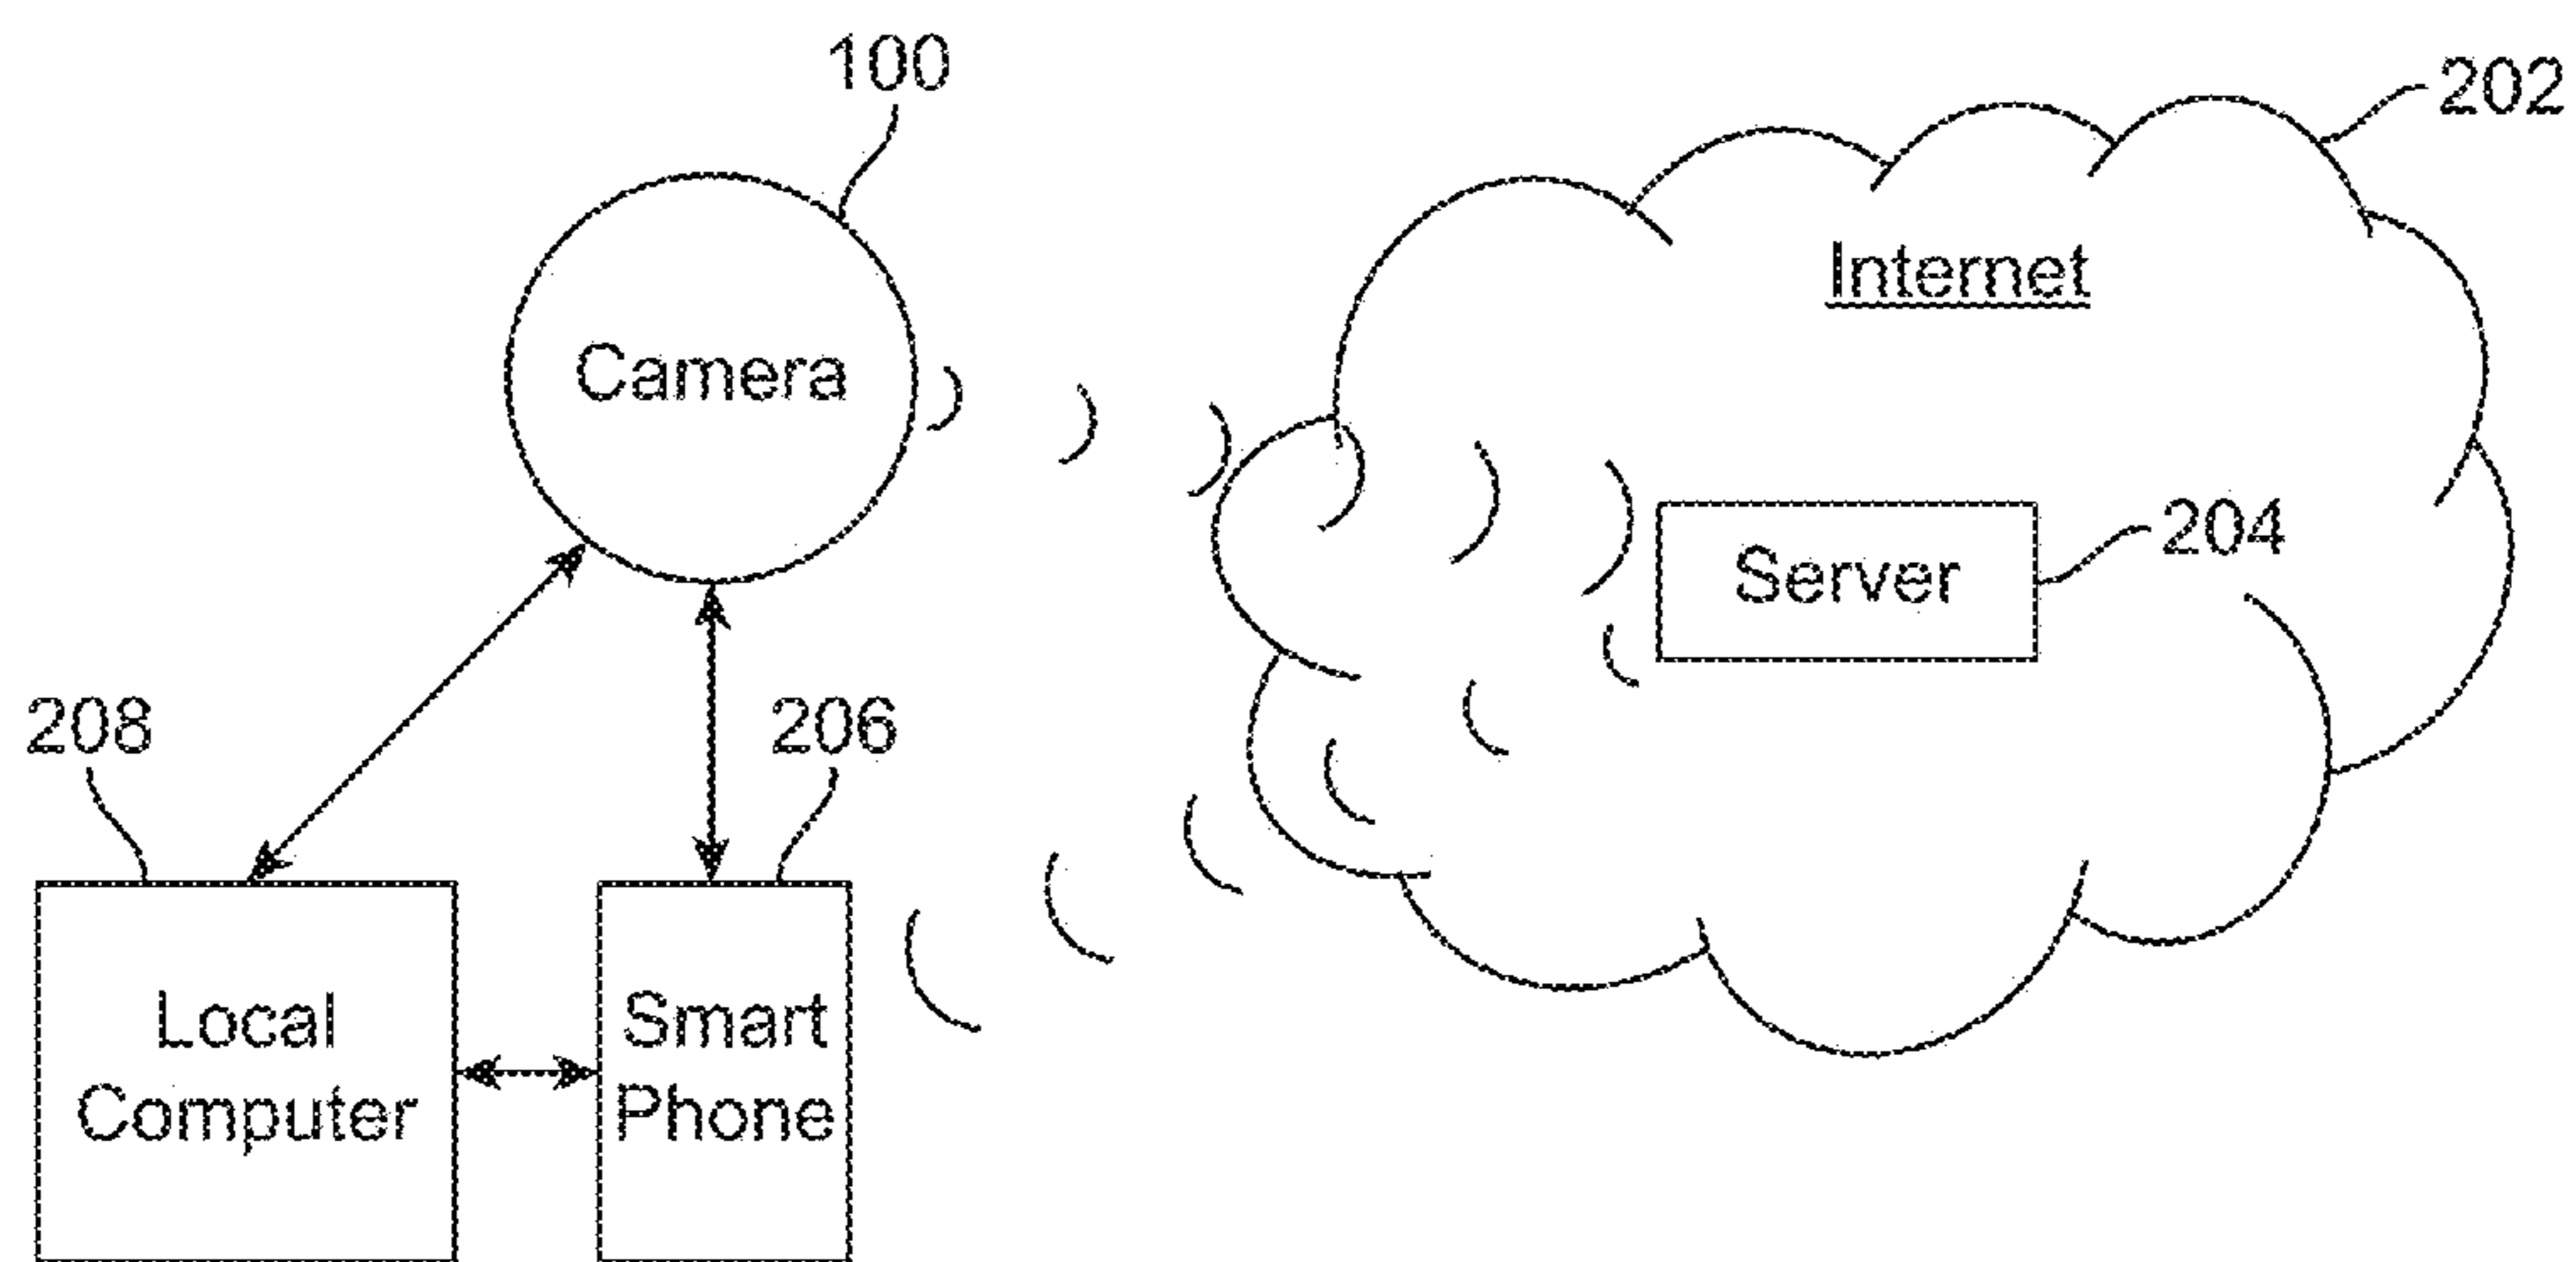 100
202
Internet
Camera
Server
204
208
206
Local
Computer
Smart
Phone